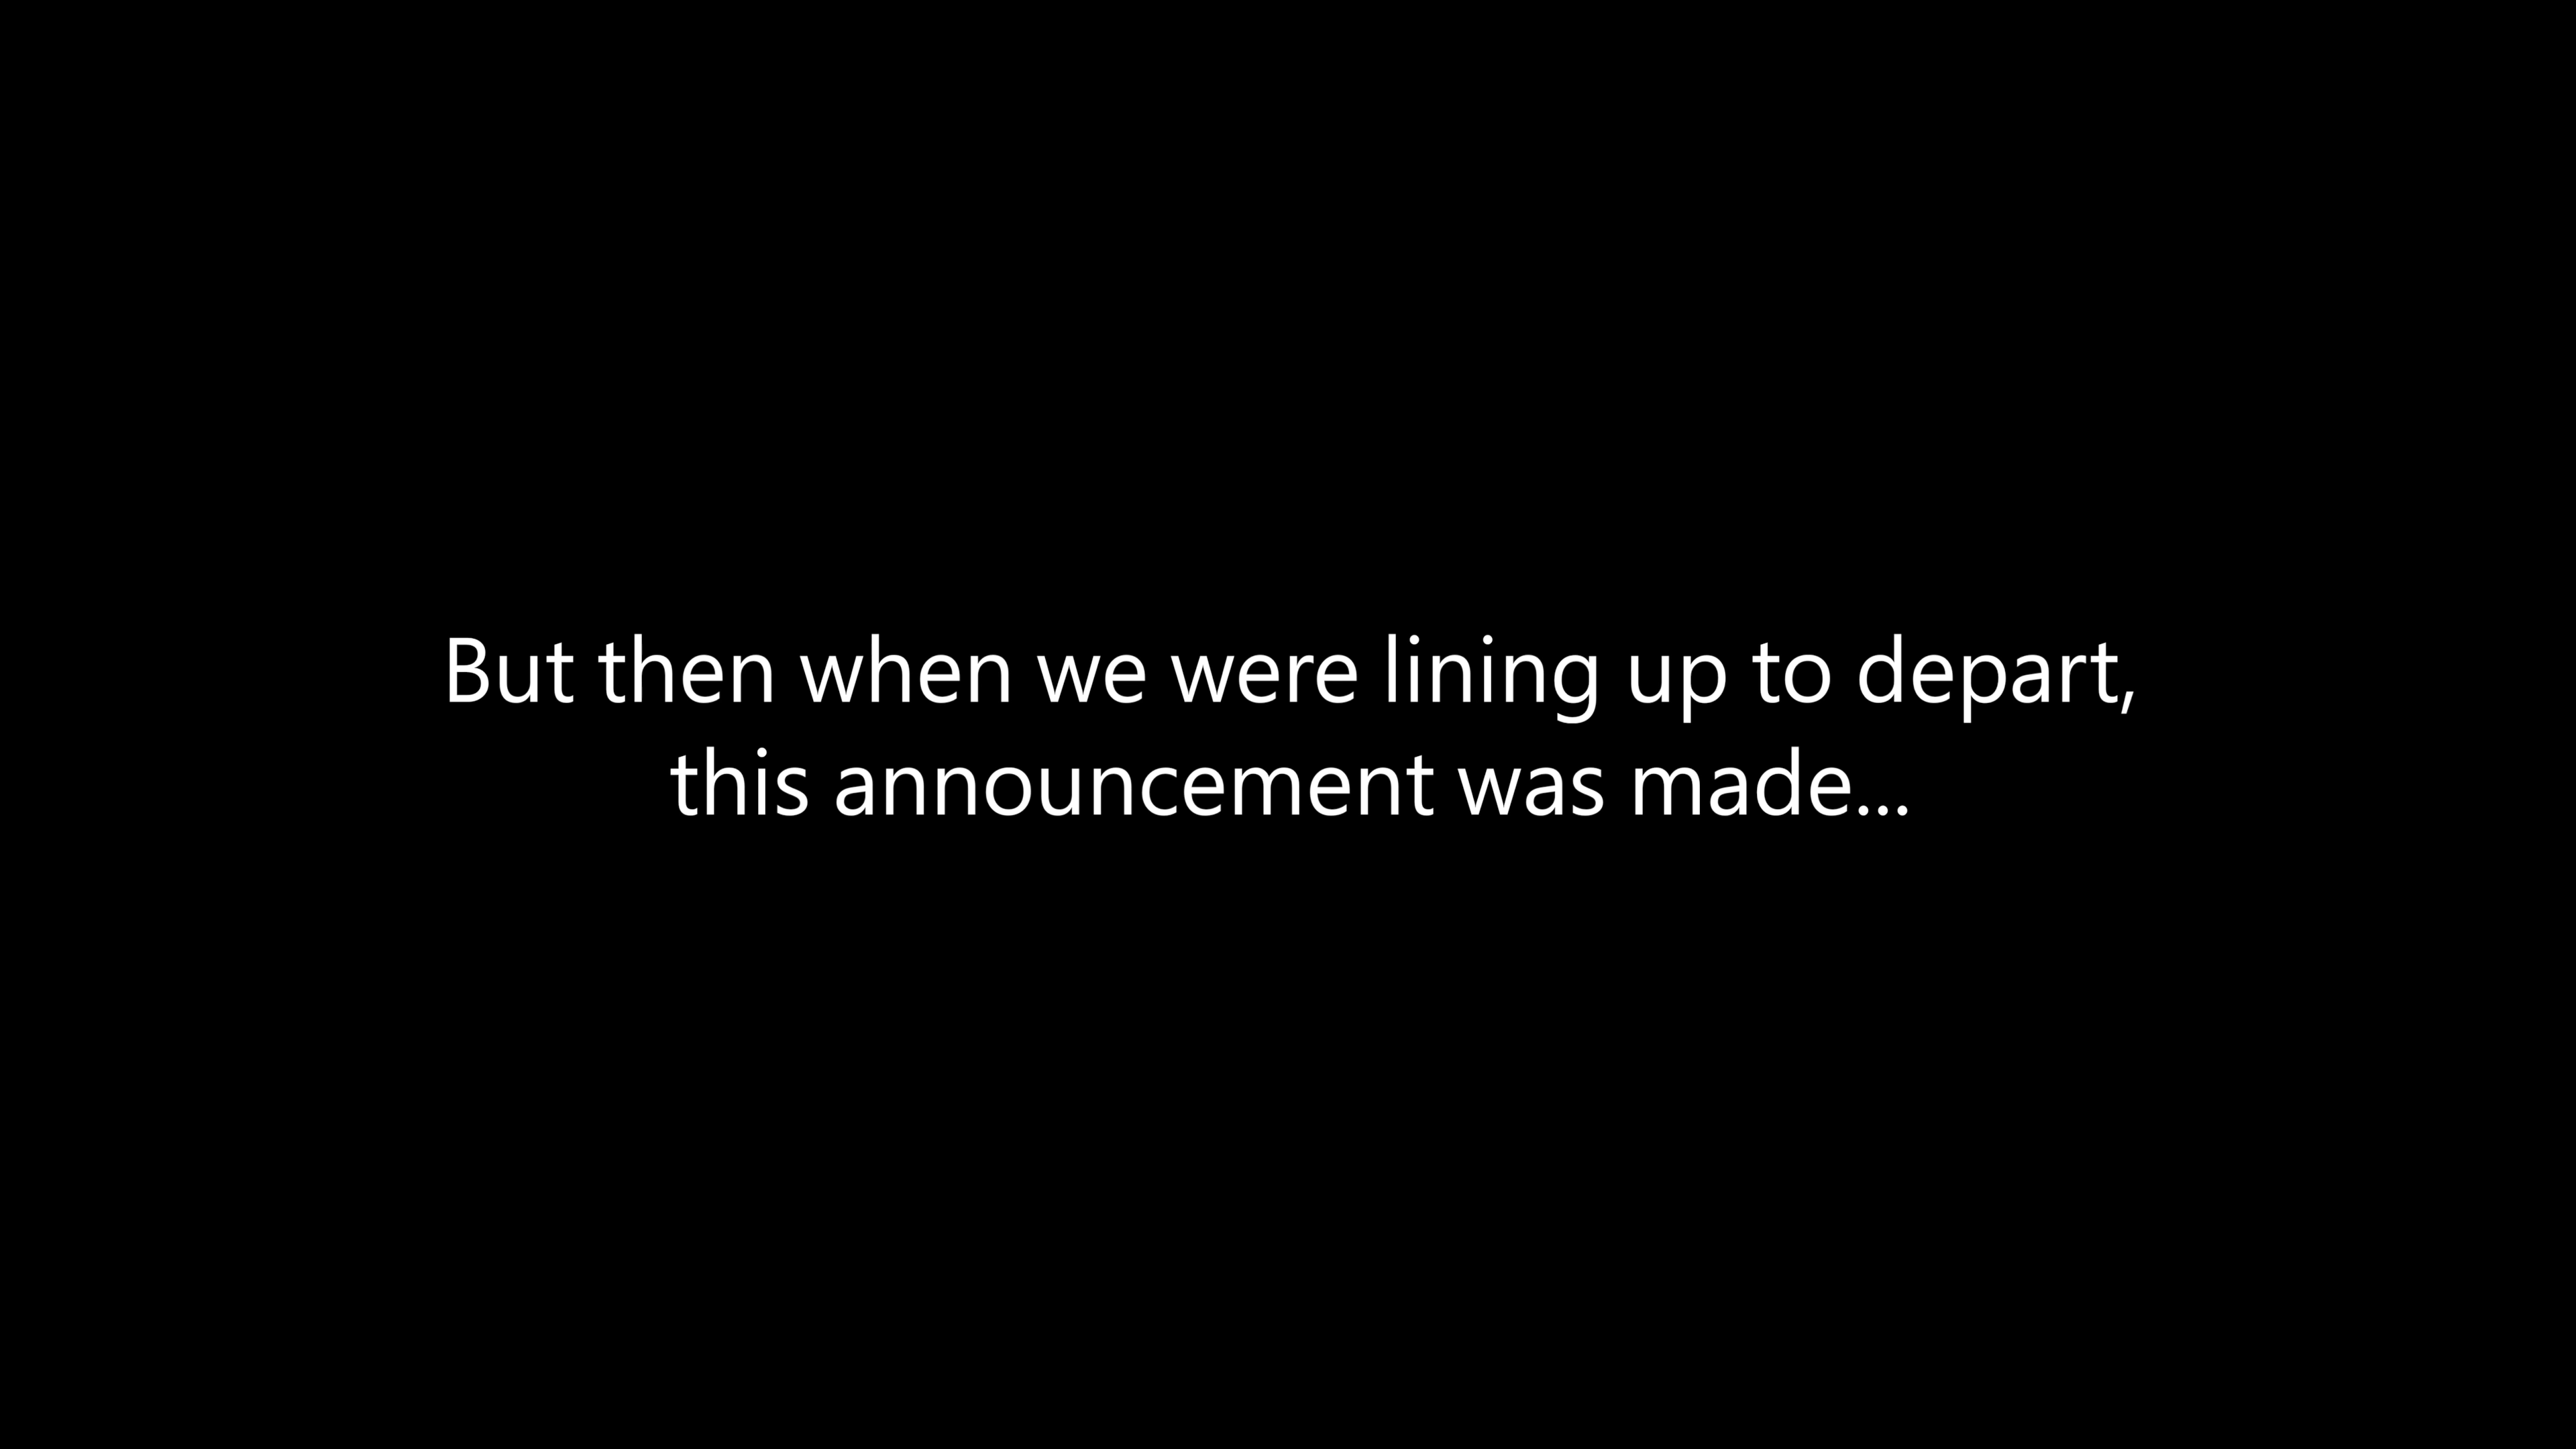 But then when we were lining up to depart,
this announcement was made...